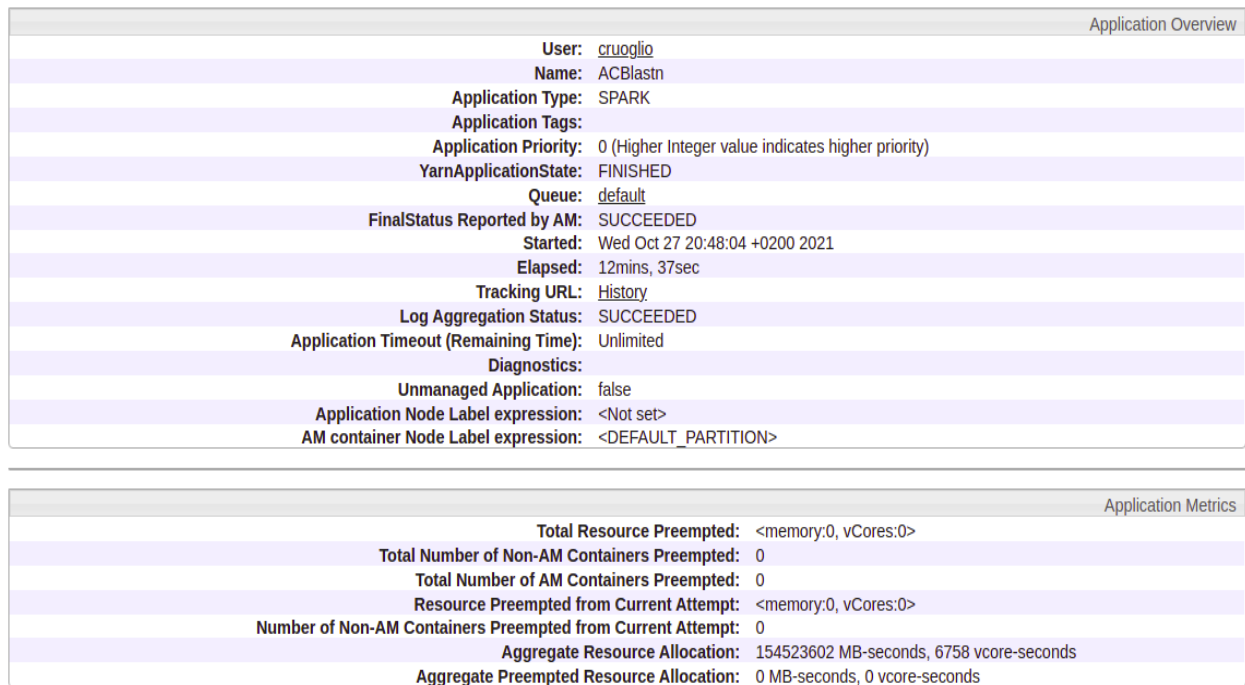 Application Overview
User: cruoglio
Name: ACBlastn
Application Type: SPARK
Application Tags:
Application Priority: 0 (Higher Integer value indicates higher priority)
YarnApplicationState: FINISHED
Queue: default
FinalStatus Reported by AM: SUCCEEDED
Started: Wed Oct 27 20:48:04 +0200 2021
Elapsed: 12mins, 37sec
Tracking URL: History
Log Aggregation Status: SUCCEEDED
Application Timeout (Remaining Time): Unlimited
Diagnostics:
Unmanaged Application: false
Application Node Label expression: <Not set>
AM container Node Label expression: <DEFAULT_PARTITION>
Application Metrics
Total Resource Preempted: <memory:0, vCores:0>
Total Number of Non-AM Containers Preempted: 0
Total Number of AM Containers Preempted: 0
Resource Preempted from Current Attempt: <memory:0, vCores:0>
Number of Non-AM Containers Preempted from Current Attempt: 0
Aggregate Resource Allocation: 154523602 MB-seconds, 6758 vcore-seconds
Aggregate Preempted Resource Allocation: 0 MB-seconds, 0 vcore-seconds